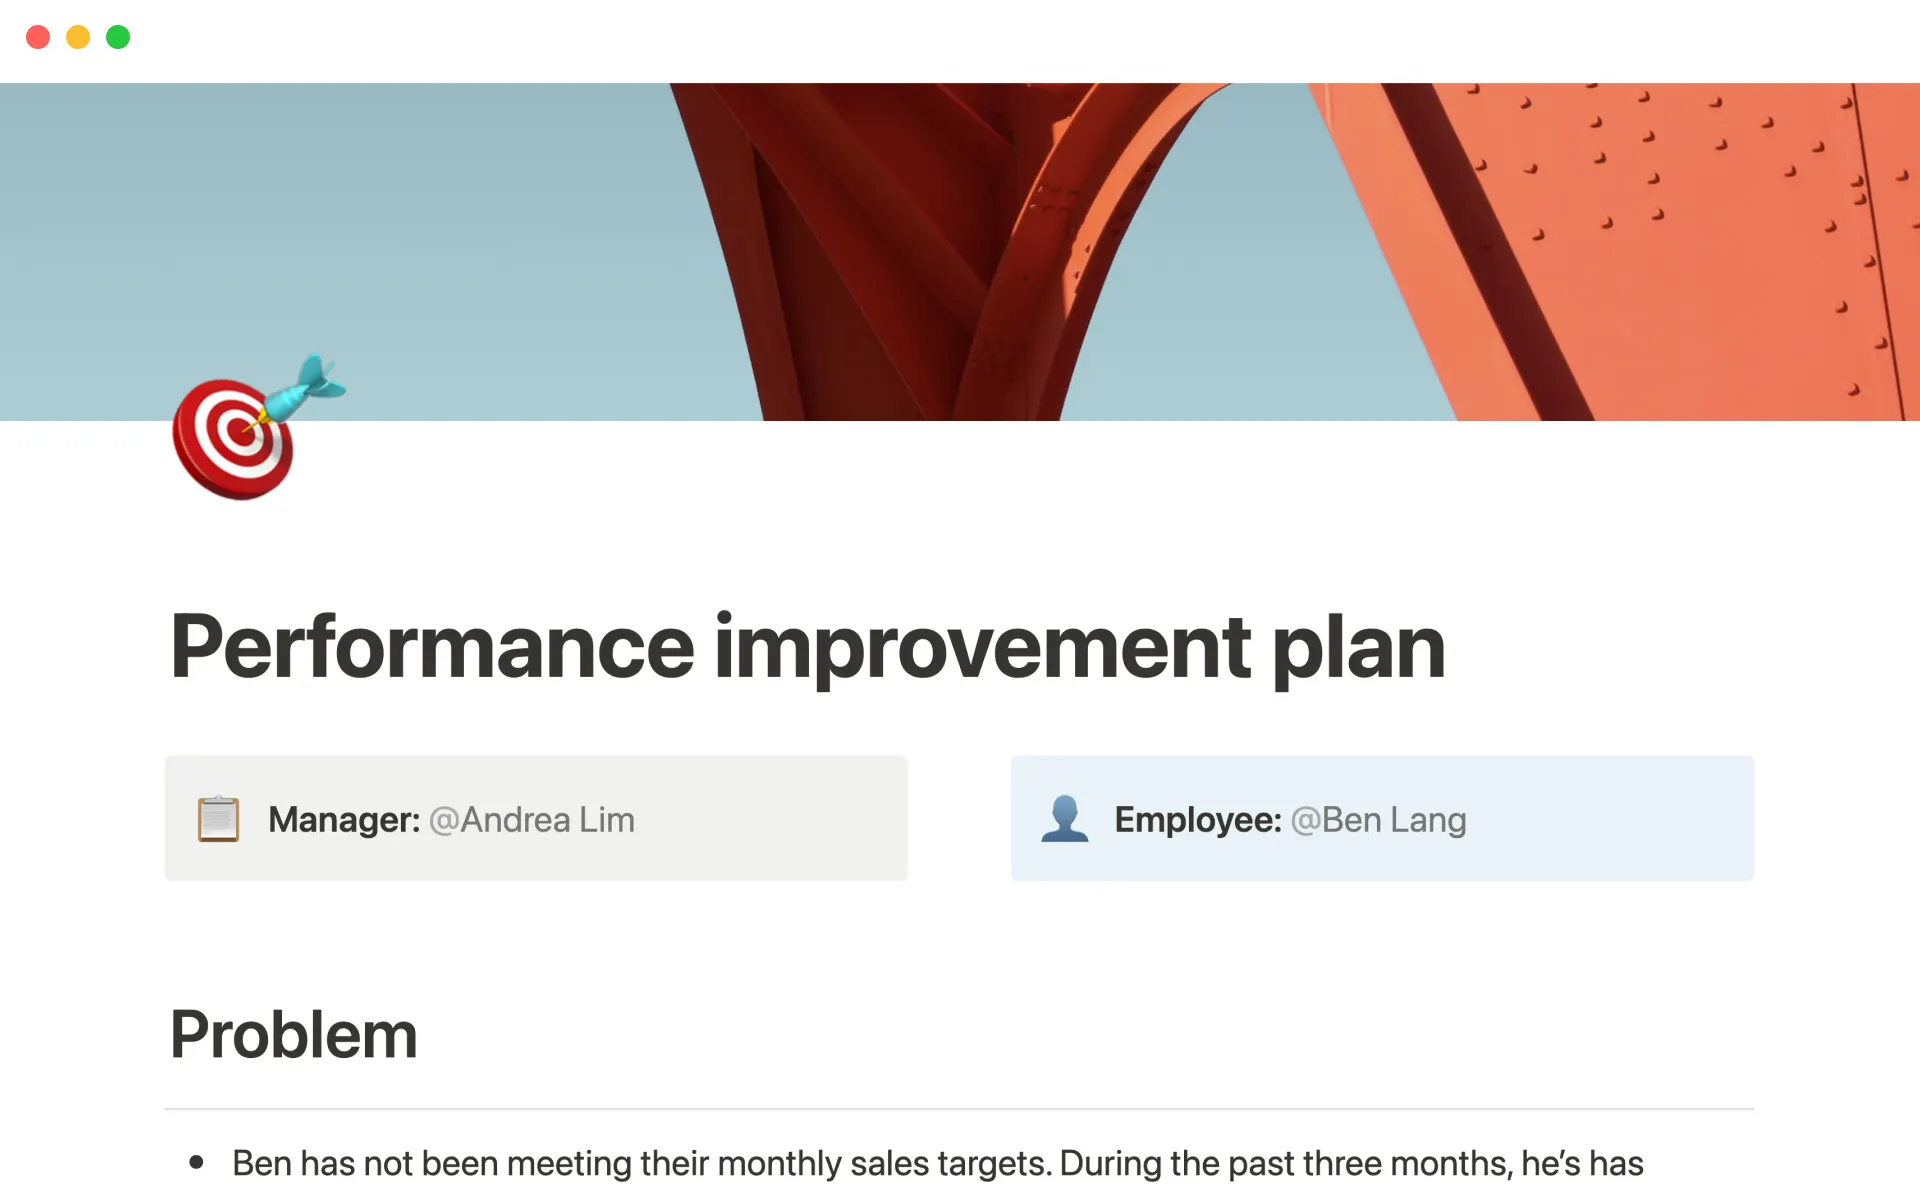 Performance improvement plan
Manager: @Andrea Lim
Employee: @Ben Lang
Problem
• Ben has not been meeting their monthly sales targets. During the past three months, he’s has